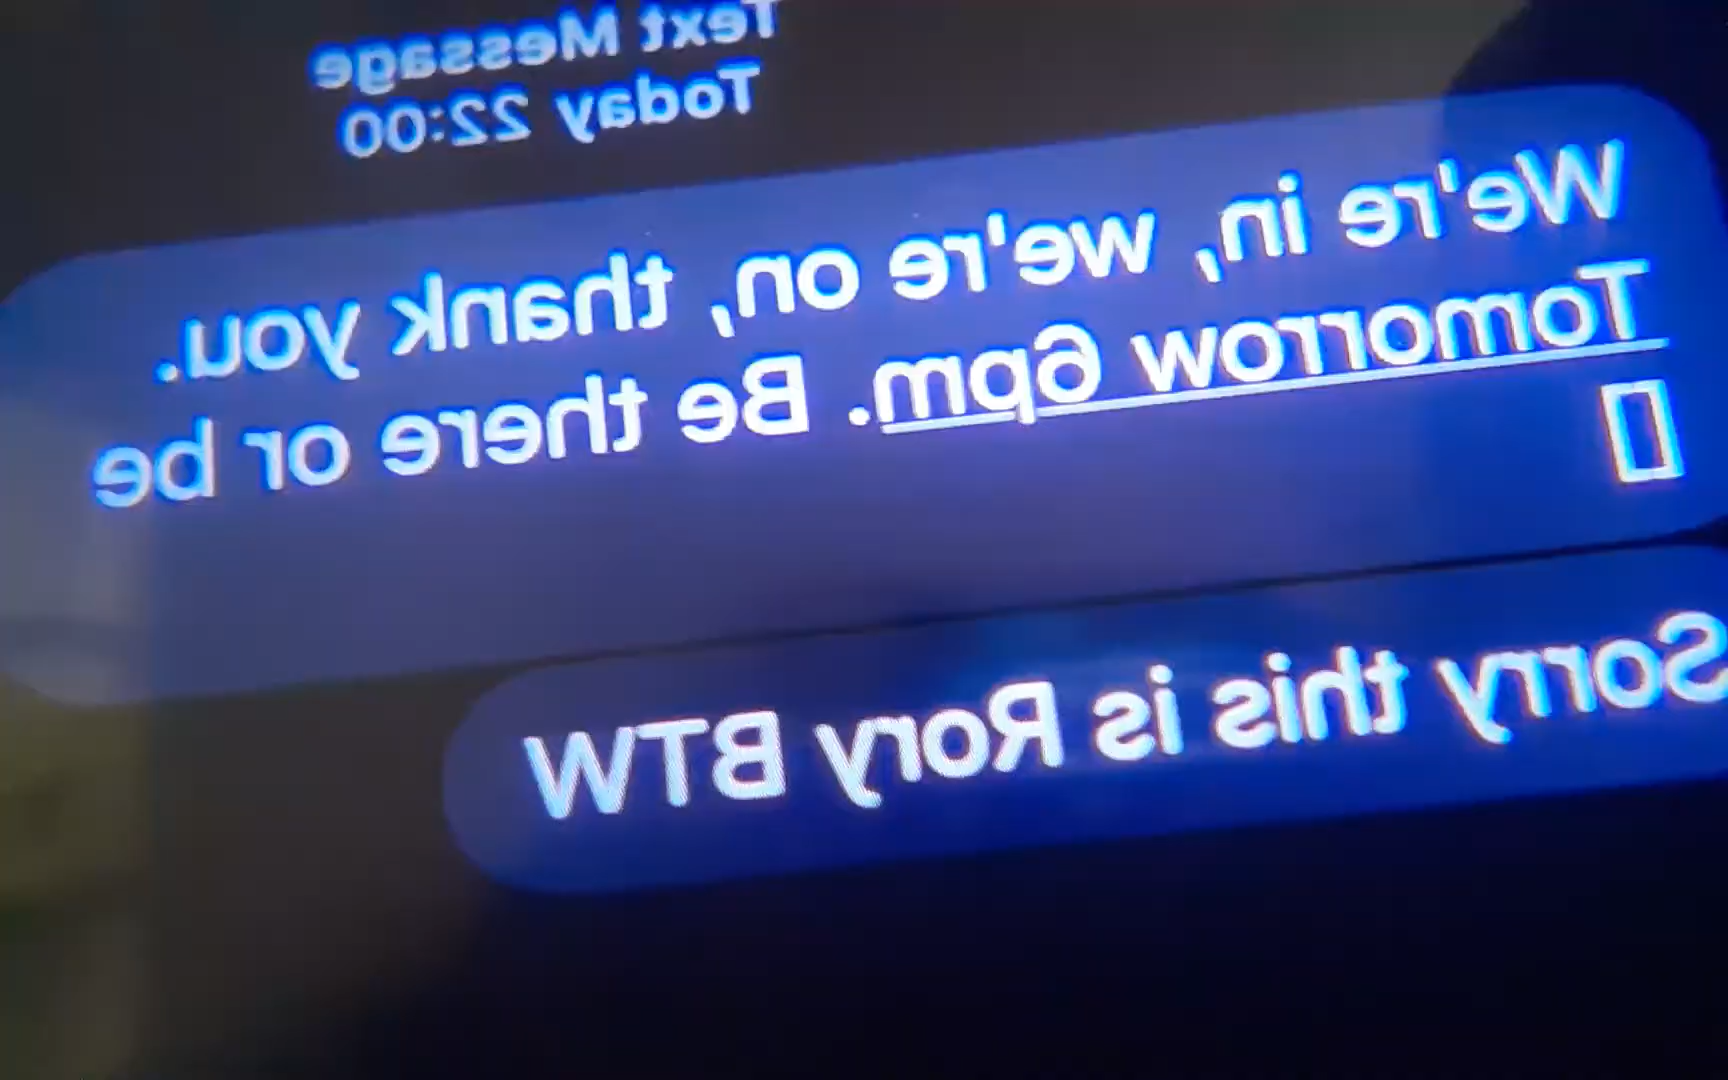 Text Message
Today 22:00
We're in, we're on, thank you.
Tomorrow 6pm. Be there or be
▯
Sorry this is Rory BTW